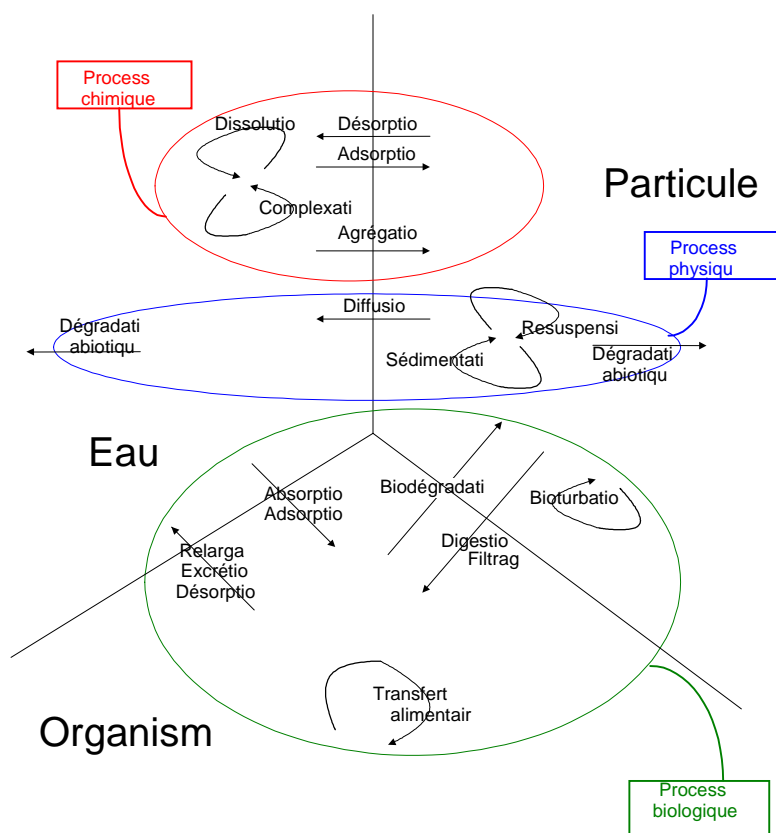 Process
chimique
Dissolutio
Désorptio
Adsorptio
Complexati
Agrégatio
Particule
Process
physiqu
Diffusio
Dégradati
abiotiqu
Resuspensi
Sédimentati
Dégradati
abiotiqu
Eau
Absorptio
Adsorptio
Biodégradati
Bioturbatio
Digestio
Filtrag
Relarga
Excrétio
Désorptio
Transfert
alimentair
Organism
Process
biologique